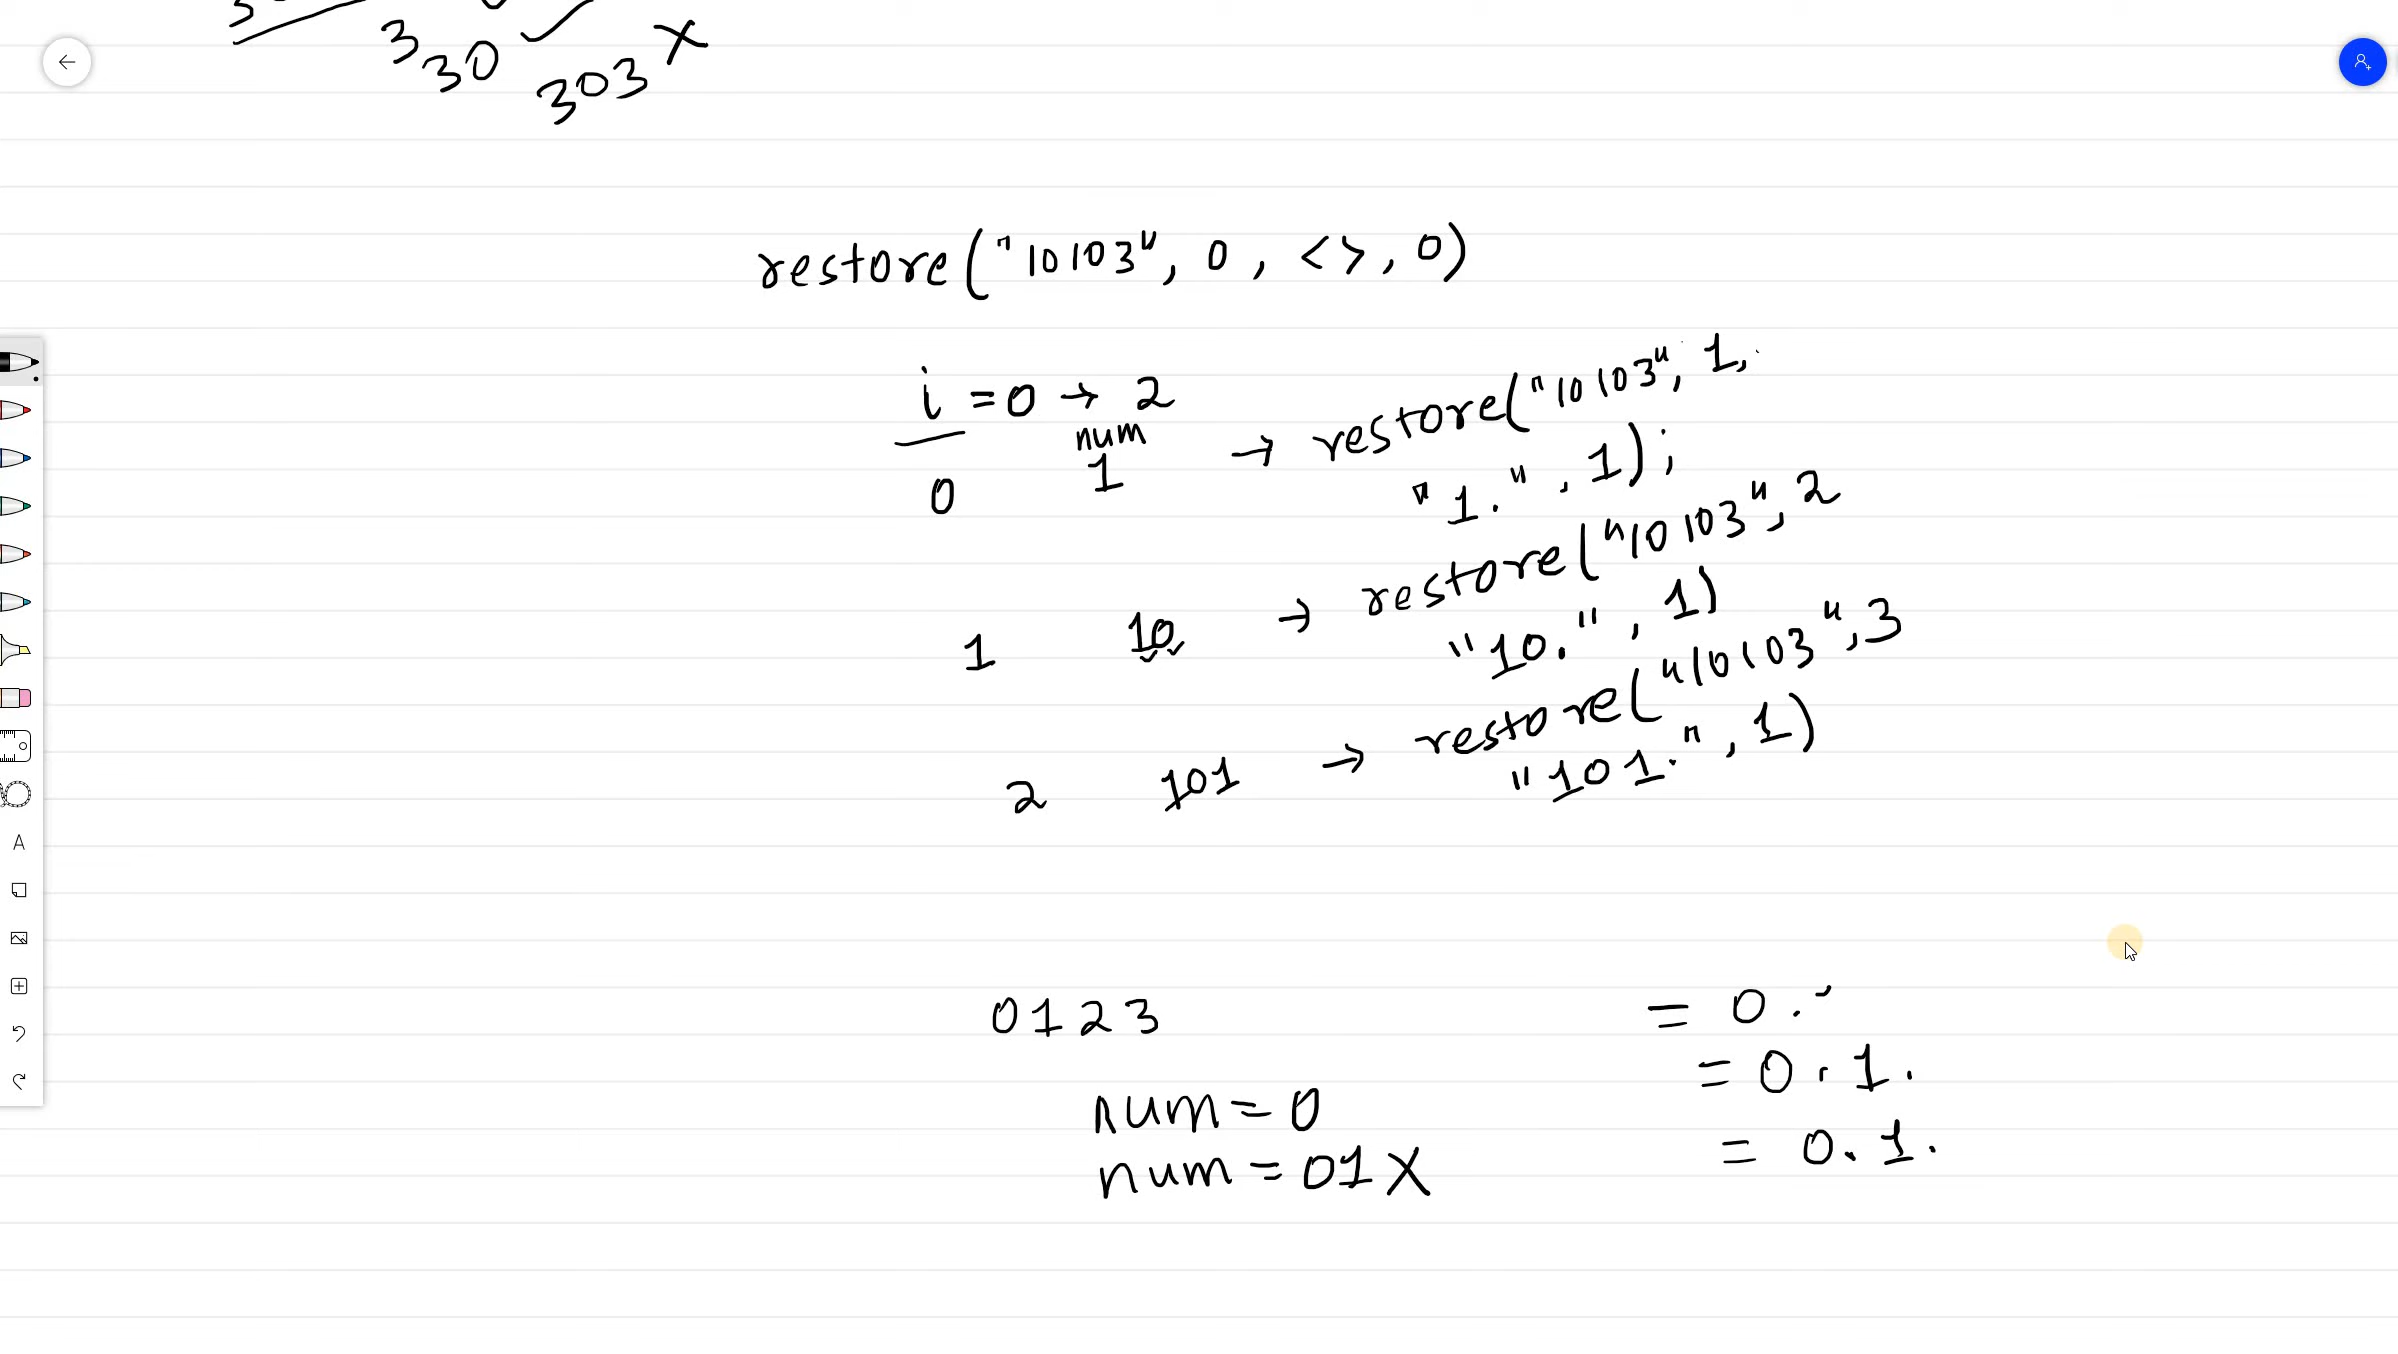 3
30
303 X
restore("10103", 0, <>, 0)
i = 0 → 2
num
0 1 → restore("10103", 1,
"1.", 1);
1 10 → restore("10103", 2
"10.", 1)
2 101 → restore("10103", 3
"101.", 1)
0123
num = 0
num = 01 X
= 0.
= 0.1.
= 0.1.
A